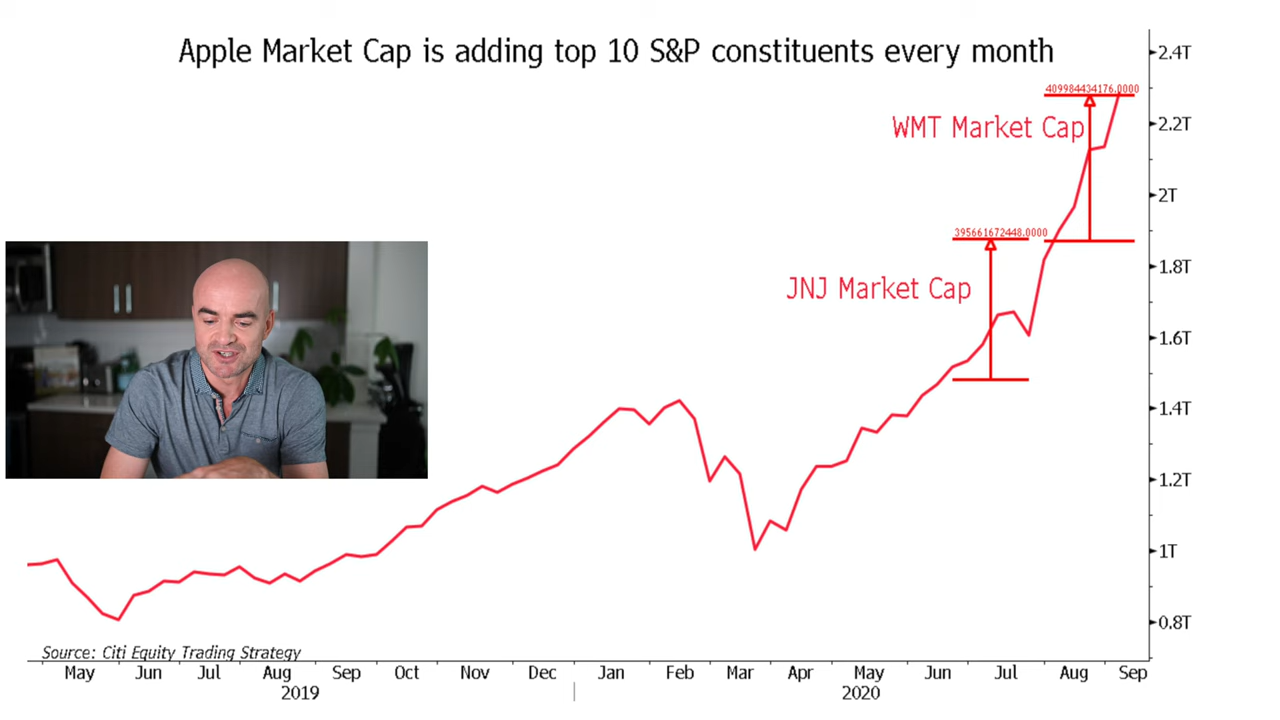 Apple Market Cap is adding top 10 S&P constituents every month
2.4T
409984434176.0000
WMT Market Cap
2.2T
2T
395661672448.0000
1.8T
JNJ Market Cap
1.6T
1.4T
1.2T
1T
0.8T
Source: Citi Equity Trading Strategy
May Jun Jul Aug Sep Oct Nov Dec Jan Feb Mar Apr May Jun Jul Aug Sep
2019 2020